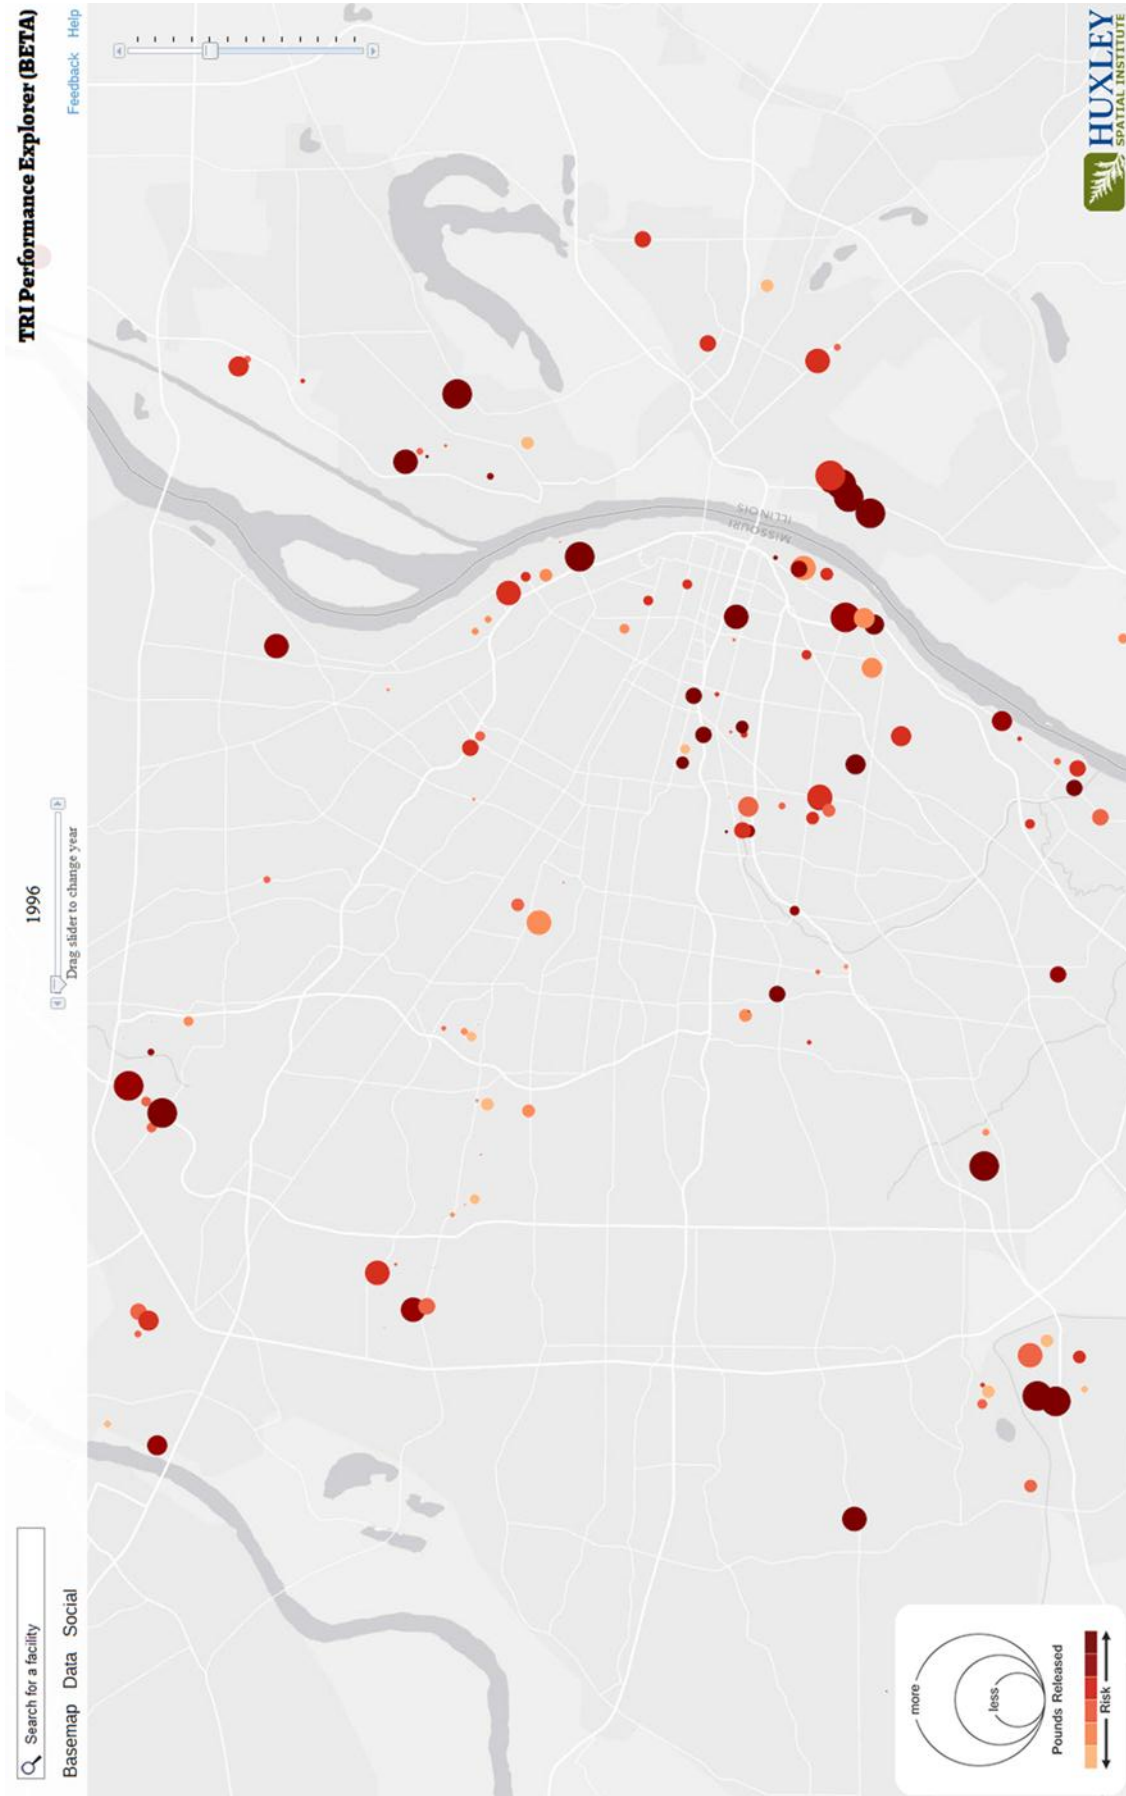 TRI Performance Explorer (BETA)
Search for a facility
1996
Drag slider to change year
Feedback Help
Basemap Data Social
MISSOURI
ILLINOIS
more
less
Pounds Released
Risk
HUXLEY
SPATIAL INSTITUTE